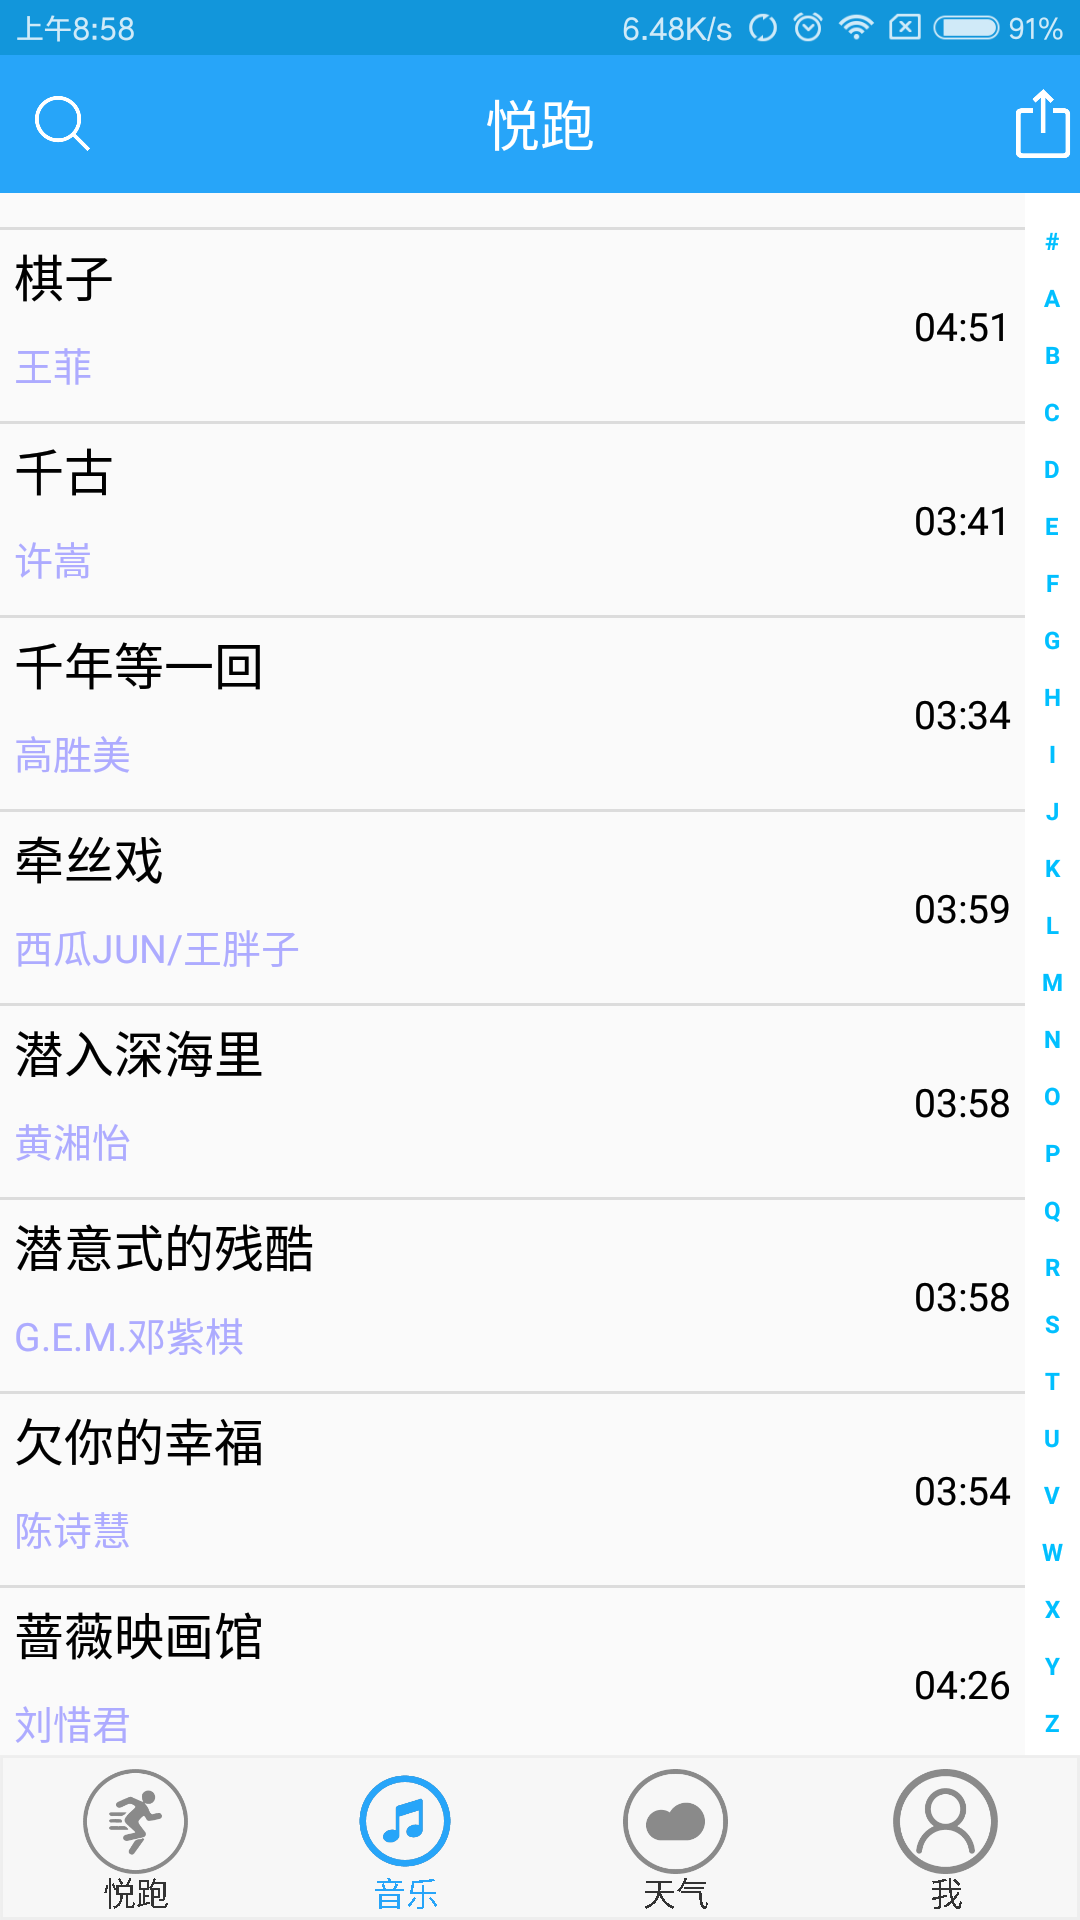 上午8:58 6.48K/s 91%
悦跑
棋子
04:51
王菲
千古
03:41
许嵩
千年等一回
03:34
高胜美
牵丝戏
03:59
西瓜JUN/王胖子
潜入深海里
03:58
黄湘怡
潜意式的残酷
03:58
G.E.M.邓紫棋
欠你的幸福
03:54
陈诗慧
蔷薇映画馆
04:26
刘惜君
#
A
B
C
D
E
F
G
H
I
J
K
L
M
N
O
P
Q
R
S
T
U
V
W
X
Y
Z
悦跑 音乐 天气 我